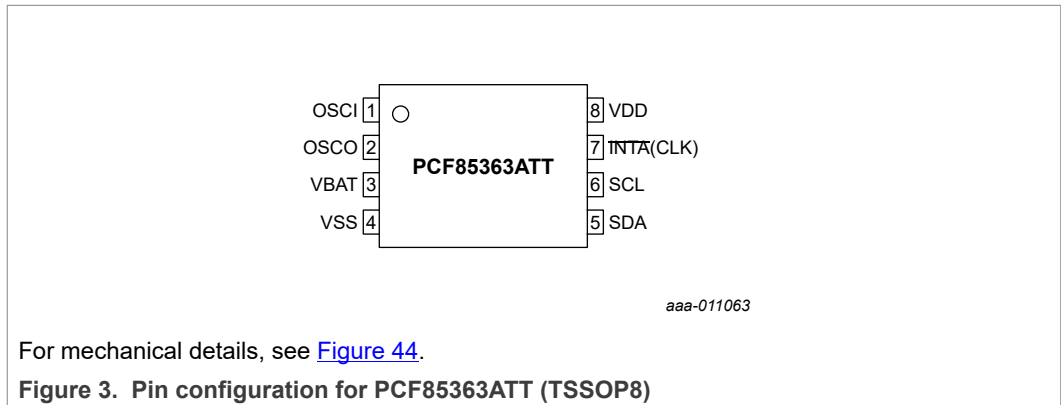 OSCI 1 8 VDD
OSCO 2 7 INTA(CLK)
PCF85363ATT
VBAT 3 6 SCL
VSS 4 5 SDA
aaa-011063
For mechanical details, see Figure 44.
Figure 3. Pin configuration for PCF85363ATT (TSSOP8)